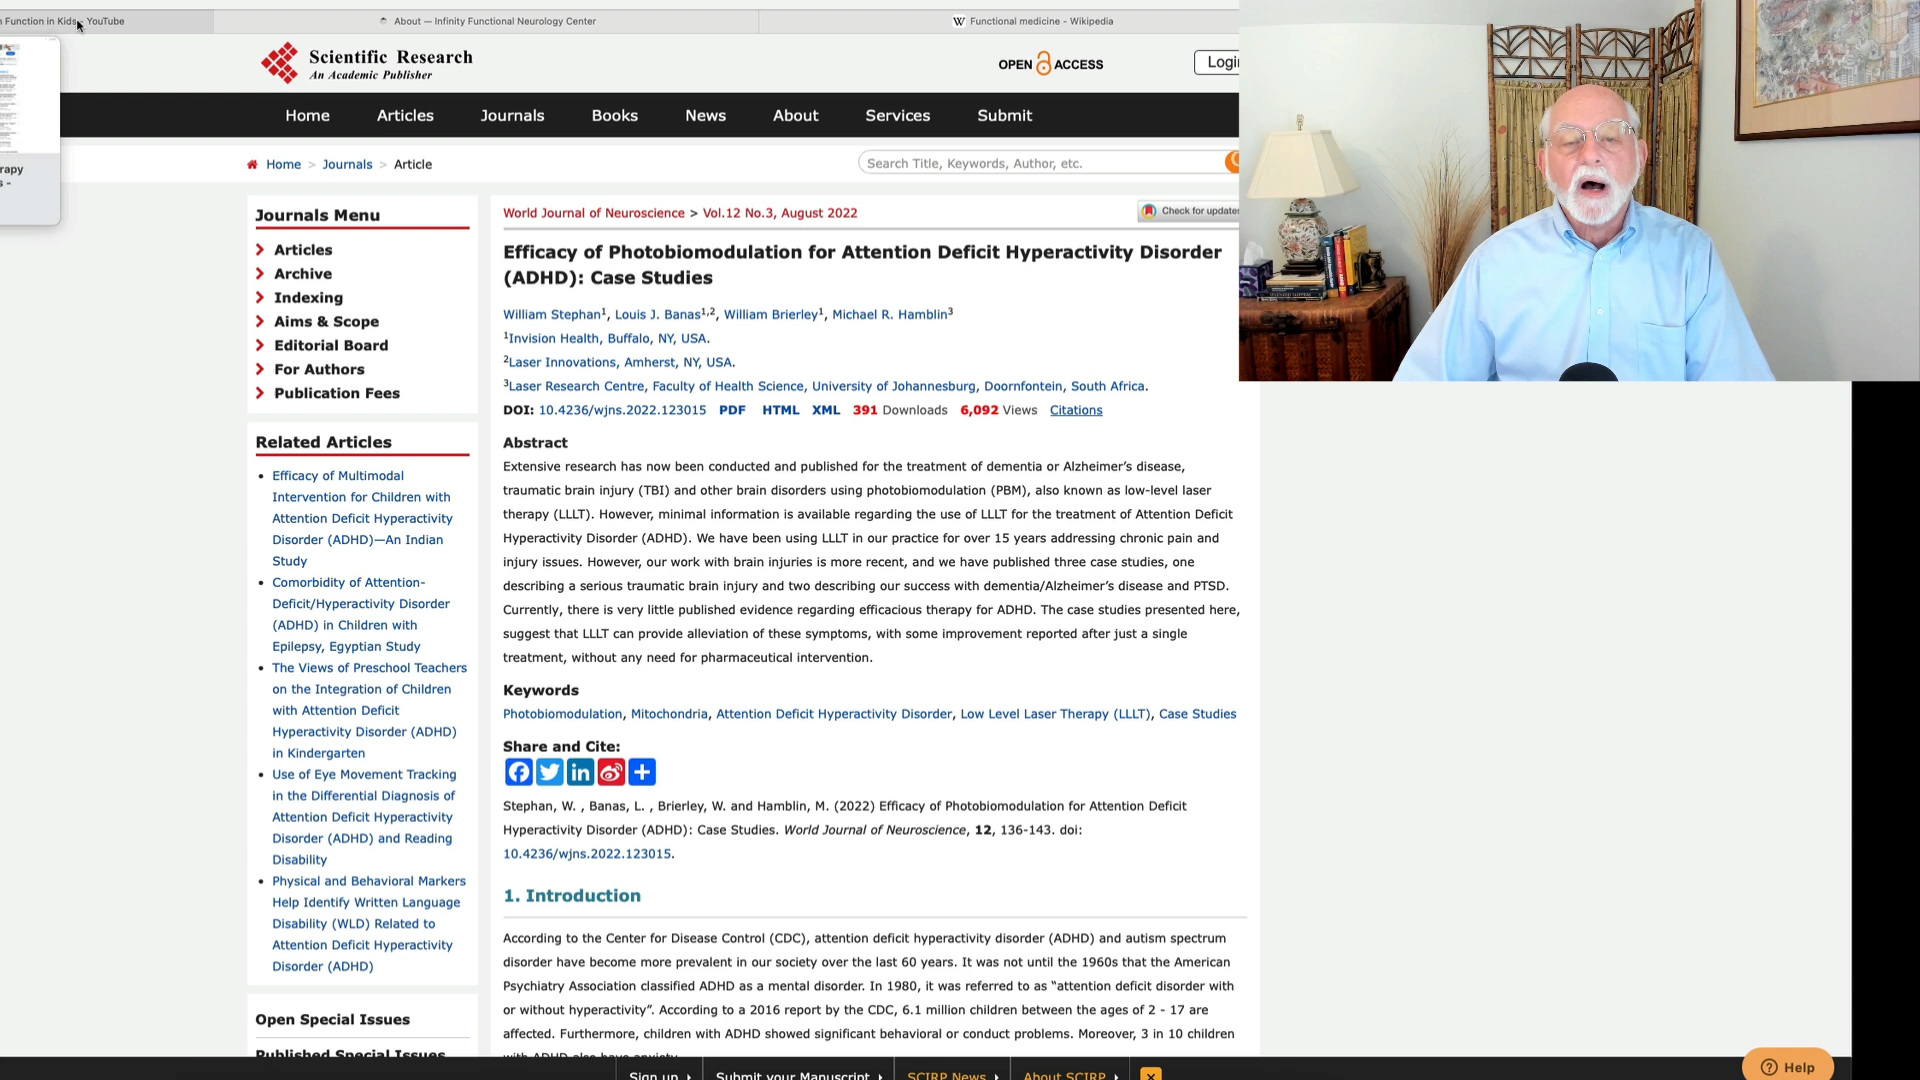 Function in Kids - YouTube
About — Infinity Functional Neurology Center
W Functional medicine - Wikipedia
Scientific Research
An Academic Publisher
OPEN ACCESS
Login
Home
Articles
Journals
Books
News
About
Services
Submit
Home > Journals > Article
Search Title, Keywords, Author, etc.
rapy
s -
Journals Menu
Articles
Archive
Indexing
Aims & Scope
Editorial Board
For Authors
Publication Fees
Related Articles
Efficacy of Multimodal
Intervention for Children with
Attention Deficit Hyperactivity
Disorder (ADHD)—An Indian
Study
Comorbidity of Attention-
Deficit/Hyperactivity Disorder
(ADHD) in Children with
Epilepsy, Egyptian Study
The Views of Preschool Teachers
on the Integration of Children
with Attention Deficit
Hyperactivity Disorder (ADHD)
in Kindergarten
Use of Eye Movement Tracking
in the Differential Diagnosis of
Attention Deficit Hyperactivity
Disorder (ADHD) and Reading
Disability
Physical and Behavioral Markers
Help Identify Written Language
Disability (WLD) Related to
Attention Deficit Hyperactivity
Disorder (ADHD)
Open Special Issues
Published Special Issues
World Journal of Neuroscience > Vol.12 No.3, August 2022
Check for updates
Efficacy of Photobiomodulation for Attention Deficit Hyperactivity Disorder
(ADHD): Case Studies
William Stephan1, Louis J. Banas1,2, William Brierley1, Michael R. Hamblin3
1Invision Health, Buffalo, NY, USA.
2Laser Innovations, Amherst, NY, USA.
3Laser Research Centre, Faculty of Health Science, University of Johannesburg, Doornfontein, South Africa.
DOI: 10.4236/wjns.2022.123015 PDF HTML XML 391 Downloads 6,092 Views Citations
Abstract
Extensive research has now been conducted and published for the treatment of dementia or Alzheimer's disease,
traumatic brain injury (TBI) and other brain disorders using photobiomodulation (PBM), also known as low-level laser
therapy (LLLT). However, minimal information is available regarding the use of LLLT for the treatment of Attention Deficit
Hyperactivity Disorder (ADHD). We have been using LLLT in our practice for over 15 years addressing chronic pain and
injury issues. However, our work with brain injuries is more recent, and we have published three case studies, one
describing a serious traumatic brain injury and two describing our success with dementia/Alzheimer's disease and PTSD.
Currently, there is very little published evidence regarding efficacious therapy for ADHD. The case studies presented here,
suggest that LLLT can provide alleviation of these symptoms, with some improvement reported after just a single
treatment, without any need for pharmaceutical intervention.
Keywords
Photobiomodulation, Mitochondria, Attention Deficit Hyperactivity Disorder, Low Level Laser Therapy (LLLT), Case Studies
Share and Cite:
Stephan, W. , Banas, L. , Brierley, W. and Hamblin, M. (2022) Efficacy of Photobiomodulation for Attention Deficit
Hyperactivity Disorder (ADHD): Case Studies. World Journal of Neuroscience, 12, 136-143. doi:
10.4236/wjns.2022.123015.
1. Introduction
According to the Center for Disease Control (CDC), attention deficit hyperactivity disorder (ADHD) and autism spectrum
disorder have become more prevalent in our society over the last 60 years. It was not until the 1960s that the American
Psychiatry Association classified ADHD as a mental disorder. In 1980, it was referred to as "attention deficit disorder with
or without hyperactivity". According to a 2016 report by the CDC, 6.1 million children between the ages of 2 - 17 are
affected. Furthermore, children with ADHD showed significant behavioral or conduct problems. Moreover, 3 in 10 children
with ADHD also have anxiety.
Sign up
Submit your Manuscript
SCIRP News
About SCIRP
Help